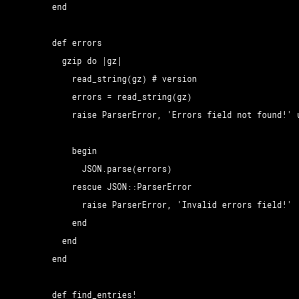 end
def errors
gzip do |gz|
read_string(gz) # version
errors = read_string(gz)
raise ParserError, 'Errors field not found!'
begin
JSON.parse(errors)
rescue JSON::ParserError
raise ParserError, 'Invalid errors field!'
end
end
end
def find_entries!